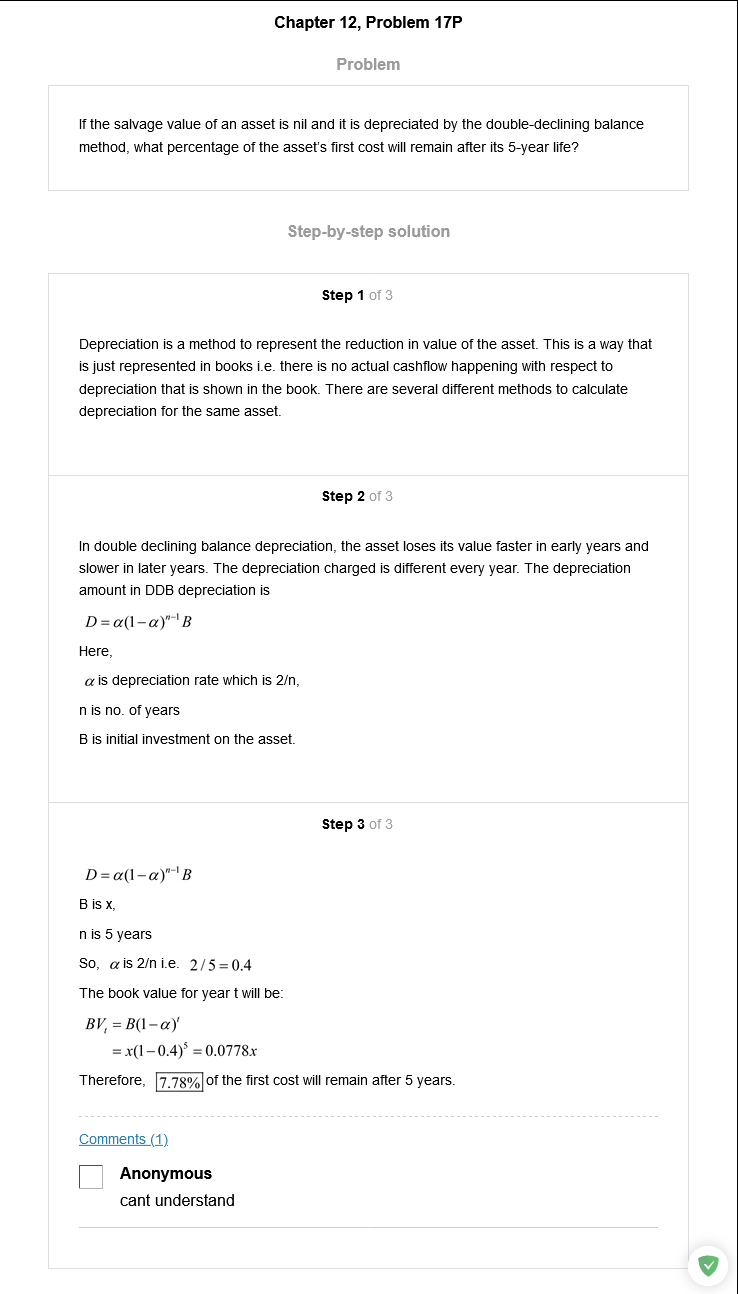 Chapter 12, Problem 17P
Problem
If the salvage value of an asset is nil and it is depreciated by the double-declining balance
method, what percentage of the asset's first cost will remain after its 5-year life?
Step-by-step solution
Step 1 of 3
Depreciation is a method to represent the reduction in value of the asset. This is a way that
is just represented in books i.e. there is no actual cashflow happening with respect to
depreciation that is shown in the book. There are several different methods to calculate
depreciation for the same asset.
Step 2 of 3
In double declining balance depreciation, the asset loses its value faster in early years and
slower in later years. The depreciation charged is different every year. The depreciation
amount in DDB depreciation is
D = α(1−α)ⁿ⁻¹ B
Here,
α is depreciation rate which is 2/n,
n is no. of years
B is initial investment on the asset.
Step 3 of 3
D = α(1−α)ⁿ⁻¹ B
B is x,
n is 5 years
So, α is 2/n i.e. 2/5 = 0.4
The book value for year t will be:
BVₜ = B(1−α)ᵗ
= x(1−0.4)⁵ = 0.0778x
Therefore, 7.78% of the first cost will remain after 5 years.
Comments (1)
Anonymous
cant understand